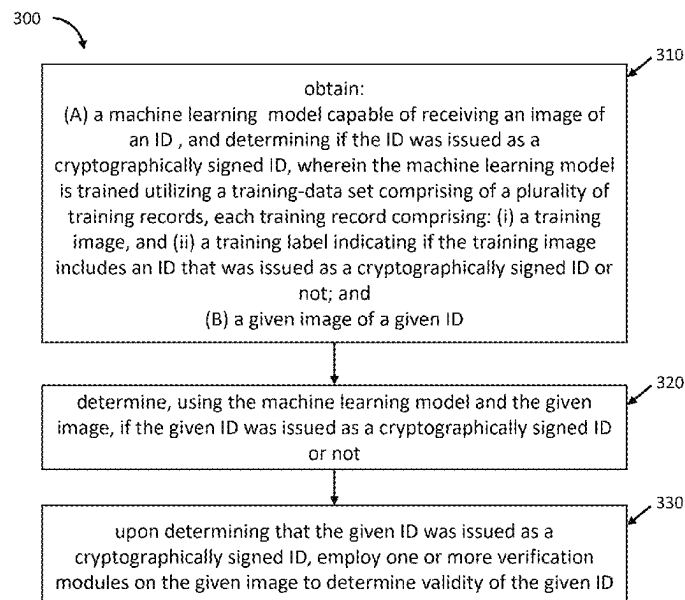 300
310
obtain:
(A) a machine learning model capable of receiving an image of
an ID , and determining if the ID was issued as a
cryptographically signed ID, wherein the machine learning model
is trained utilizing a training-data set comprising of a plurality of
training records, each training record comprising: (i) a training
image, and (ii) a training label indicating if the training image
includes an ID that was issued as a cryptographically signed ID or
not; and
(B) a given image of a given ID
320
determine, using the machine learning model and the given
image, if the given ID was issued as a cryptographically signed ID
or not
330
upon determining that the given ID was issued as a
cryptographically signed ID, employ one or more verification
modules on the given image to determine validity of the given ID